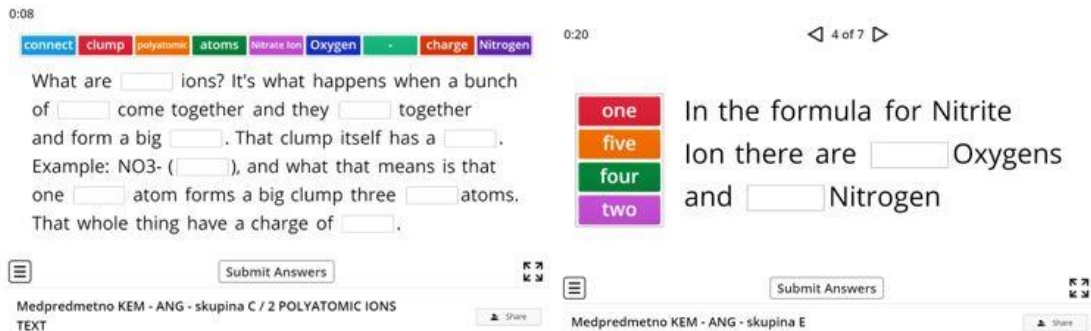 0:08
connect clump polyatomic atoms Nitrate Ion Oxygen - charge Nitrogen
What are ions? It's what happens when a bunch
of come together and they together
and form a big . That clump itself has a .
Example: NO3- ( ), and what that means is that
one atom forms a big clump three atoms.
That whole thing have a charge of .
Submit Answers
Medpredmetno KEM - ANG - skupina C / 2 POLYATOMIC IONS
TEXT
Share
0:20
4 of 7
one
five
four
two
In the formula for Nitrite
Ion there are Oxygens
and Nitrogen
Submit Answers
Medpredmetno KEM - ANG - skupina E
Share